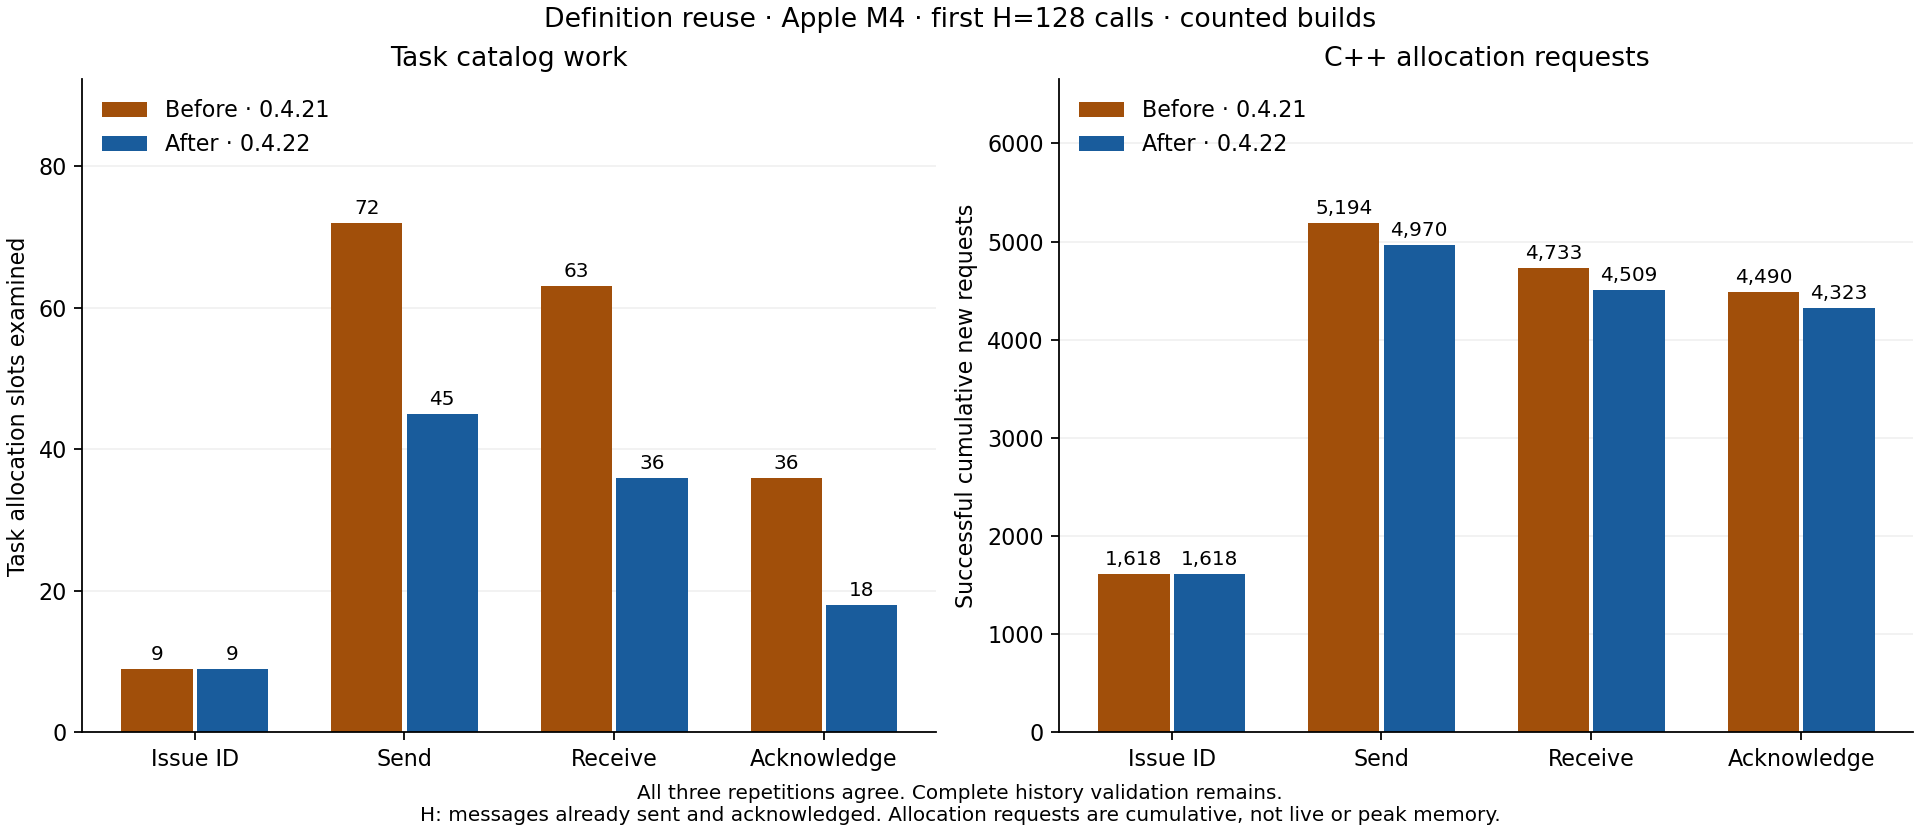 Definition reuse · Apple M4 · first H=128 calls · counted builds
Task catalog work
Before · 0.4.21
After · 0.4.22
Task allocation slots examined
80
60
40
20
0
72
63
45
36
36
18
9
9
Issue ID
Send
Receive
Acknowledge
C++ allocation requests
Before · 0.4.21
After · 0.4.22
Successful cumulative new requests
6000
5000
4000
3000
2000
1000
0
5,194
4,970
4,733
4,509
4,490
4,323
1,618
1,618
Issue ID
Send
Receive
Acknowledge
All three repetitions agree. Complete history validation remains.
H: messages already sent and acknowledged. Allocation requests are cumulative, not live or peak memory.